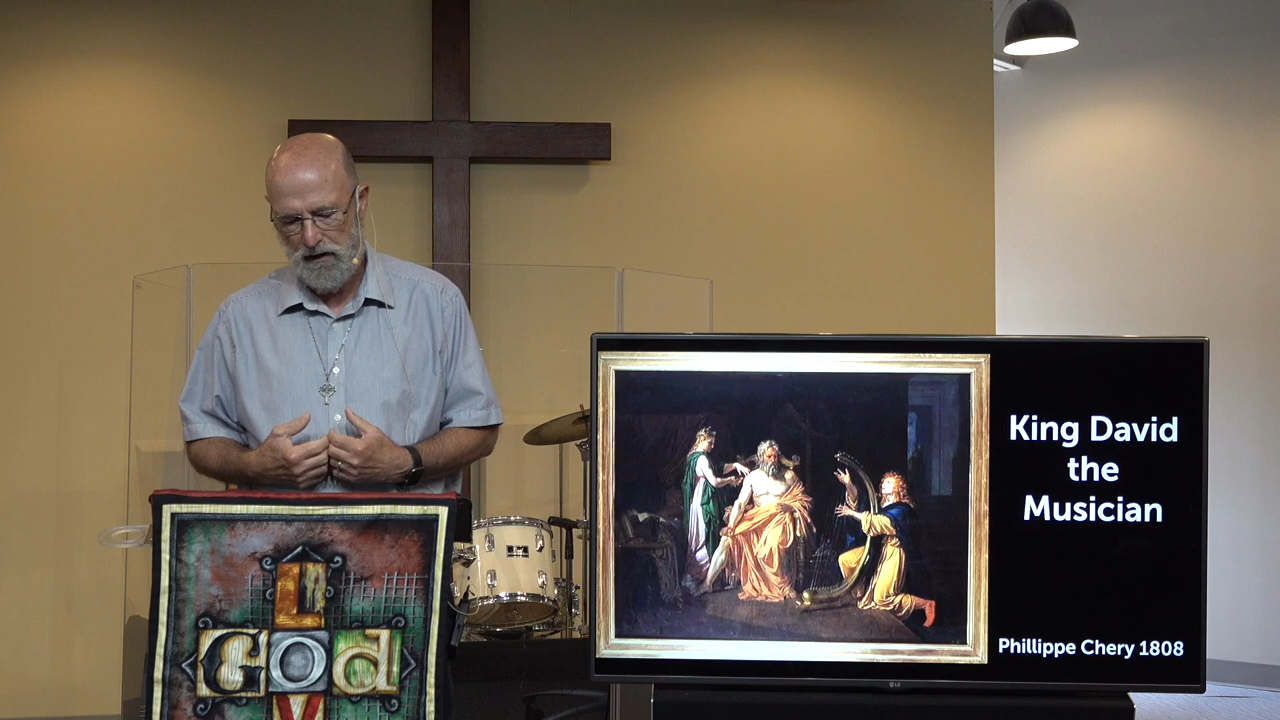 King David
the
Musician
Phillippe Chery 1808
L
God
V
LG